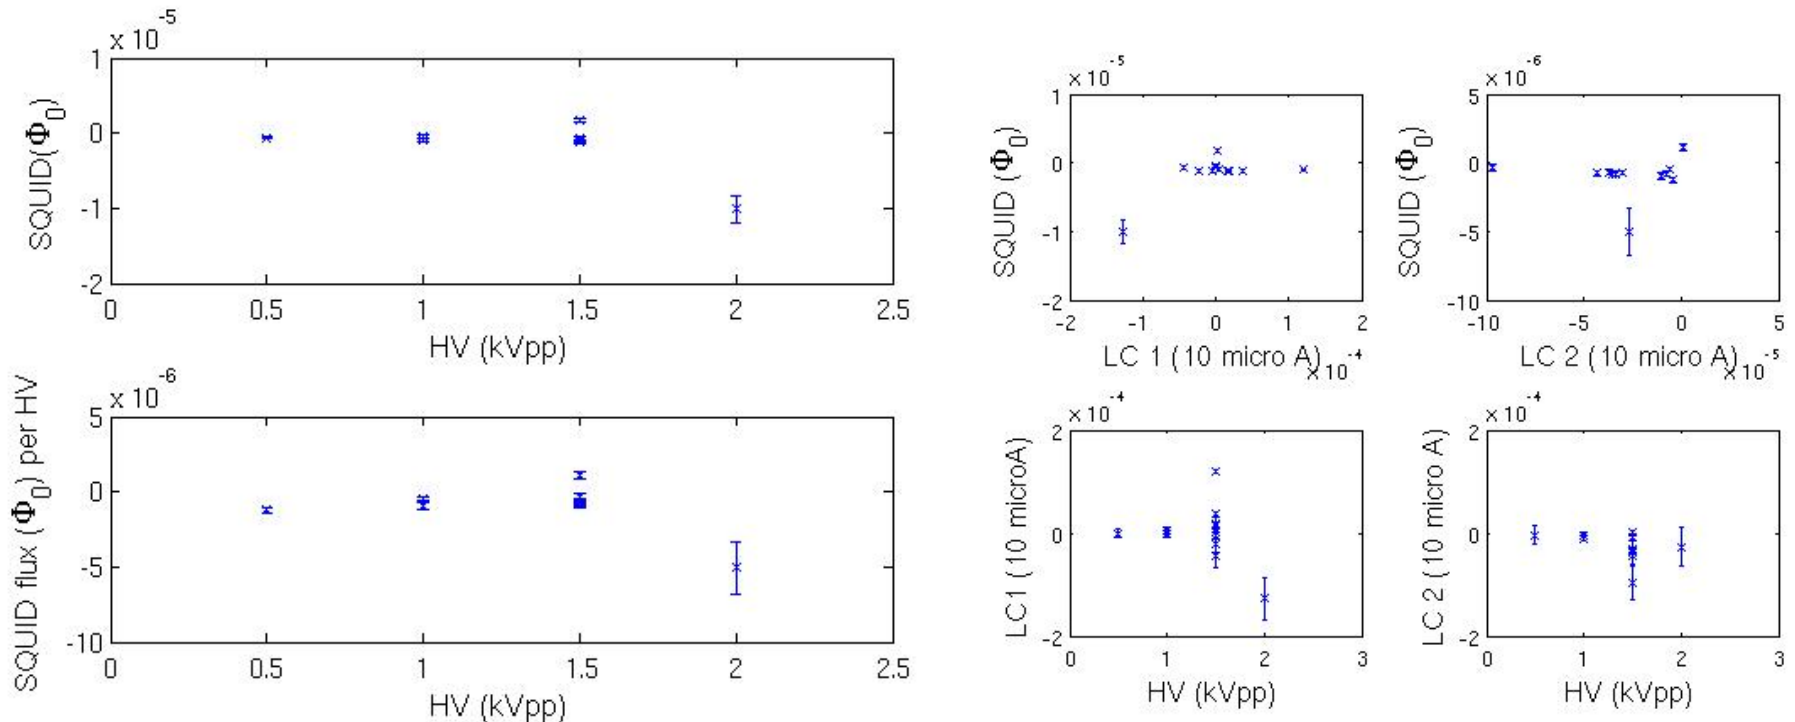 x 10-5
1
0
-1
-2
0 0.5 1 1.5 2 2.5
SQUID(Φ0)
HV (kVpp)
x 10-6
5
0
-5
-10
0 0.5 1 1.5 2 2.5
SQUID flux (Φ0) per HV
HV (kVpp)
x 10-5
1
0
-1
-2
-2 -1 0 1 2
SQUID (Φ0)
LC 1 (10 micro A)
x 10-4
x 10-6
5
0
-5
-10
-10 -5 0 5
SQUID (Φ0)
LC 2 (10 micro A)
x 10-5
x 10-4
2
0
-2
0 1 2 3
LC1 (10 microA)
HV (kVpp)
x 10-4
2
0
-2
0 1 2 3
LC 2 (10 micro A)
HV (kVpp)